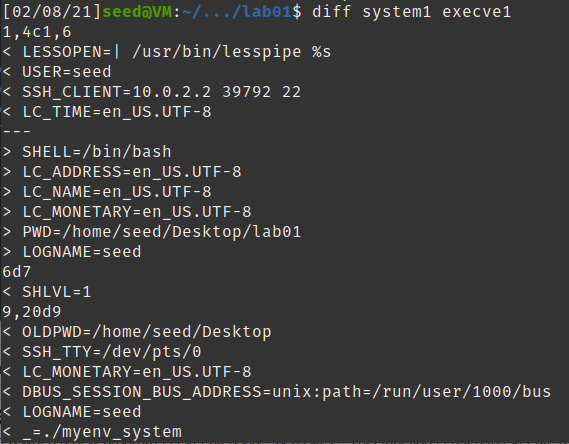 [02/08/21]seed@VM:~/.../lab01$ diff system1 execve1
1,4c1,6
< LESSOPEN=| /usr/bin/lesspipe %s
< USER=seed
< SSH_CLIENT=10.0.2.2 39792 22
< LC_TIME=en_US.UTF-8
---
> SHELL=/bin/bash
> LC_ADDRESS=en_US.UTF-8
> LC_NAME=en_US.UTF-8
> LC_MONETARY=en_US.UTF-8
> PWD=/home/seed/Desktop/lab01
> LOGNAME=seed
6d7
< SHLVL=1
9,20d9
< OLDPWD=/home/seed/Desktop
< SSH_TTY=/dev/pts/0
< LC_MONETARY=en_US.UTF-8
< DBUS_SESSION_BUS_ADDRESS=unix:path=/run/user/1000/bus
< LOGNAME=seed
< _=./myenv_system